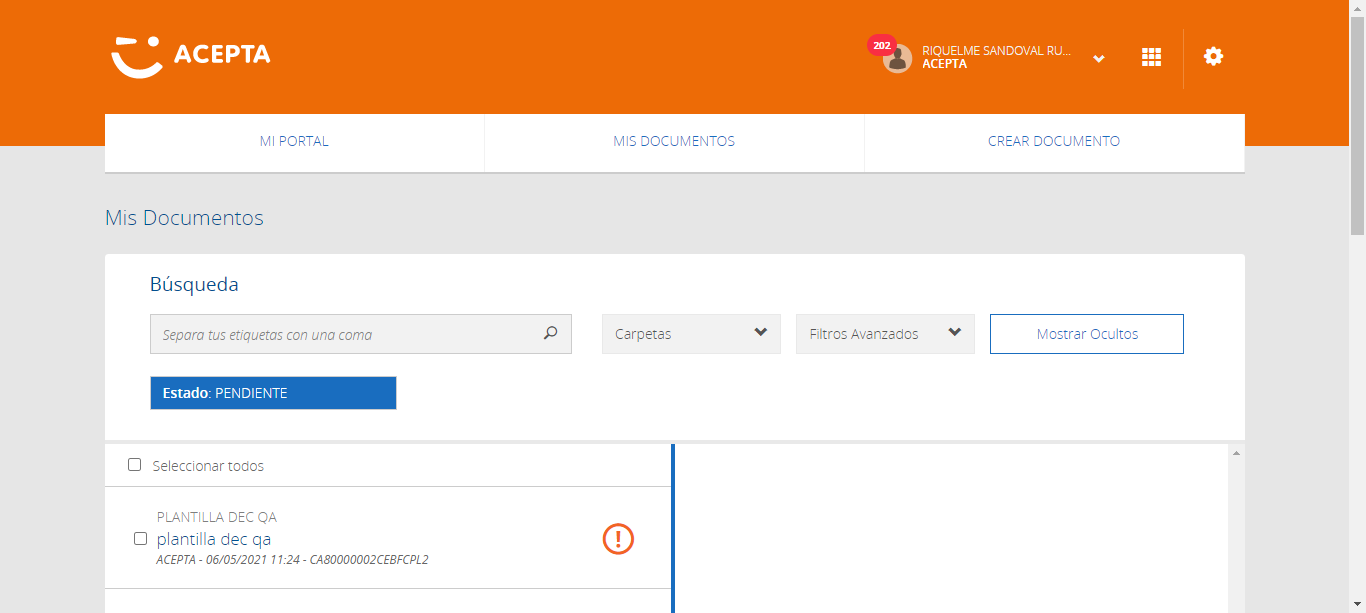 ACEPTA
202
RIQUELME SANDOVAL RU...
ACEPTA
MI PORTAL
MIS DOCUMENTOS
CREAR DOCUMENTO
Mis Documentos
Búsqueda
Separa tus etiquetas con una coma
Carpetas
Filtros Avanzados
Mostrar Ocultos
Estado: PENDIENTE
Seleccionar todos
PLANTILLA DEC QA
plantilla dec qa
ACEPTA - 06/05/2021 11:24 - CA80000002CEBFCPL2